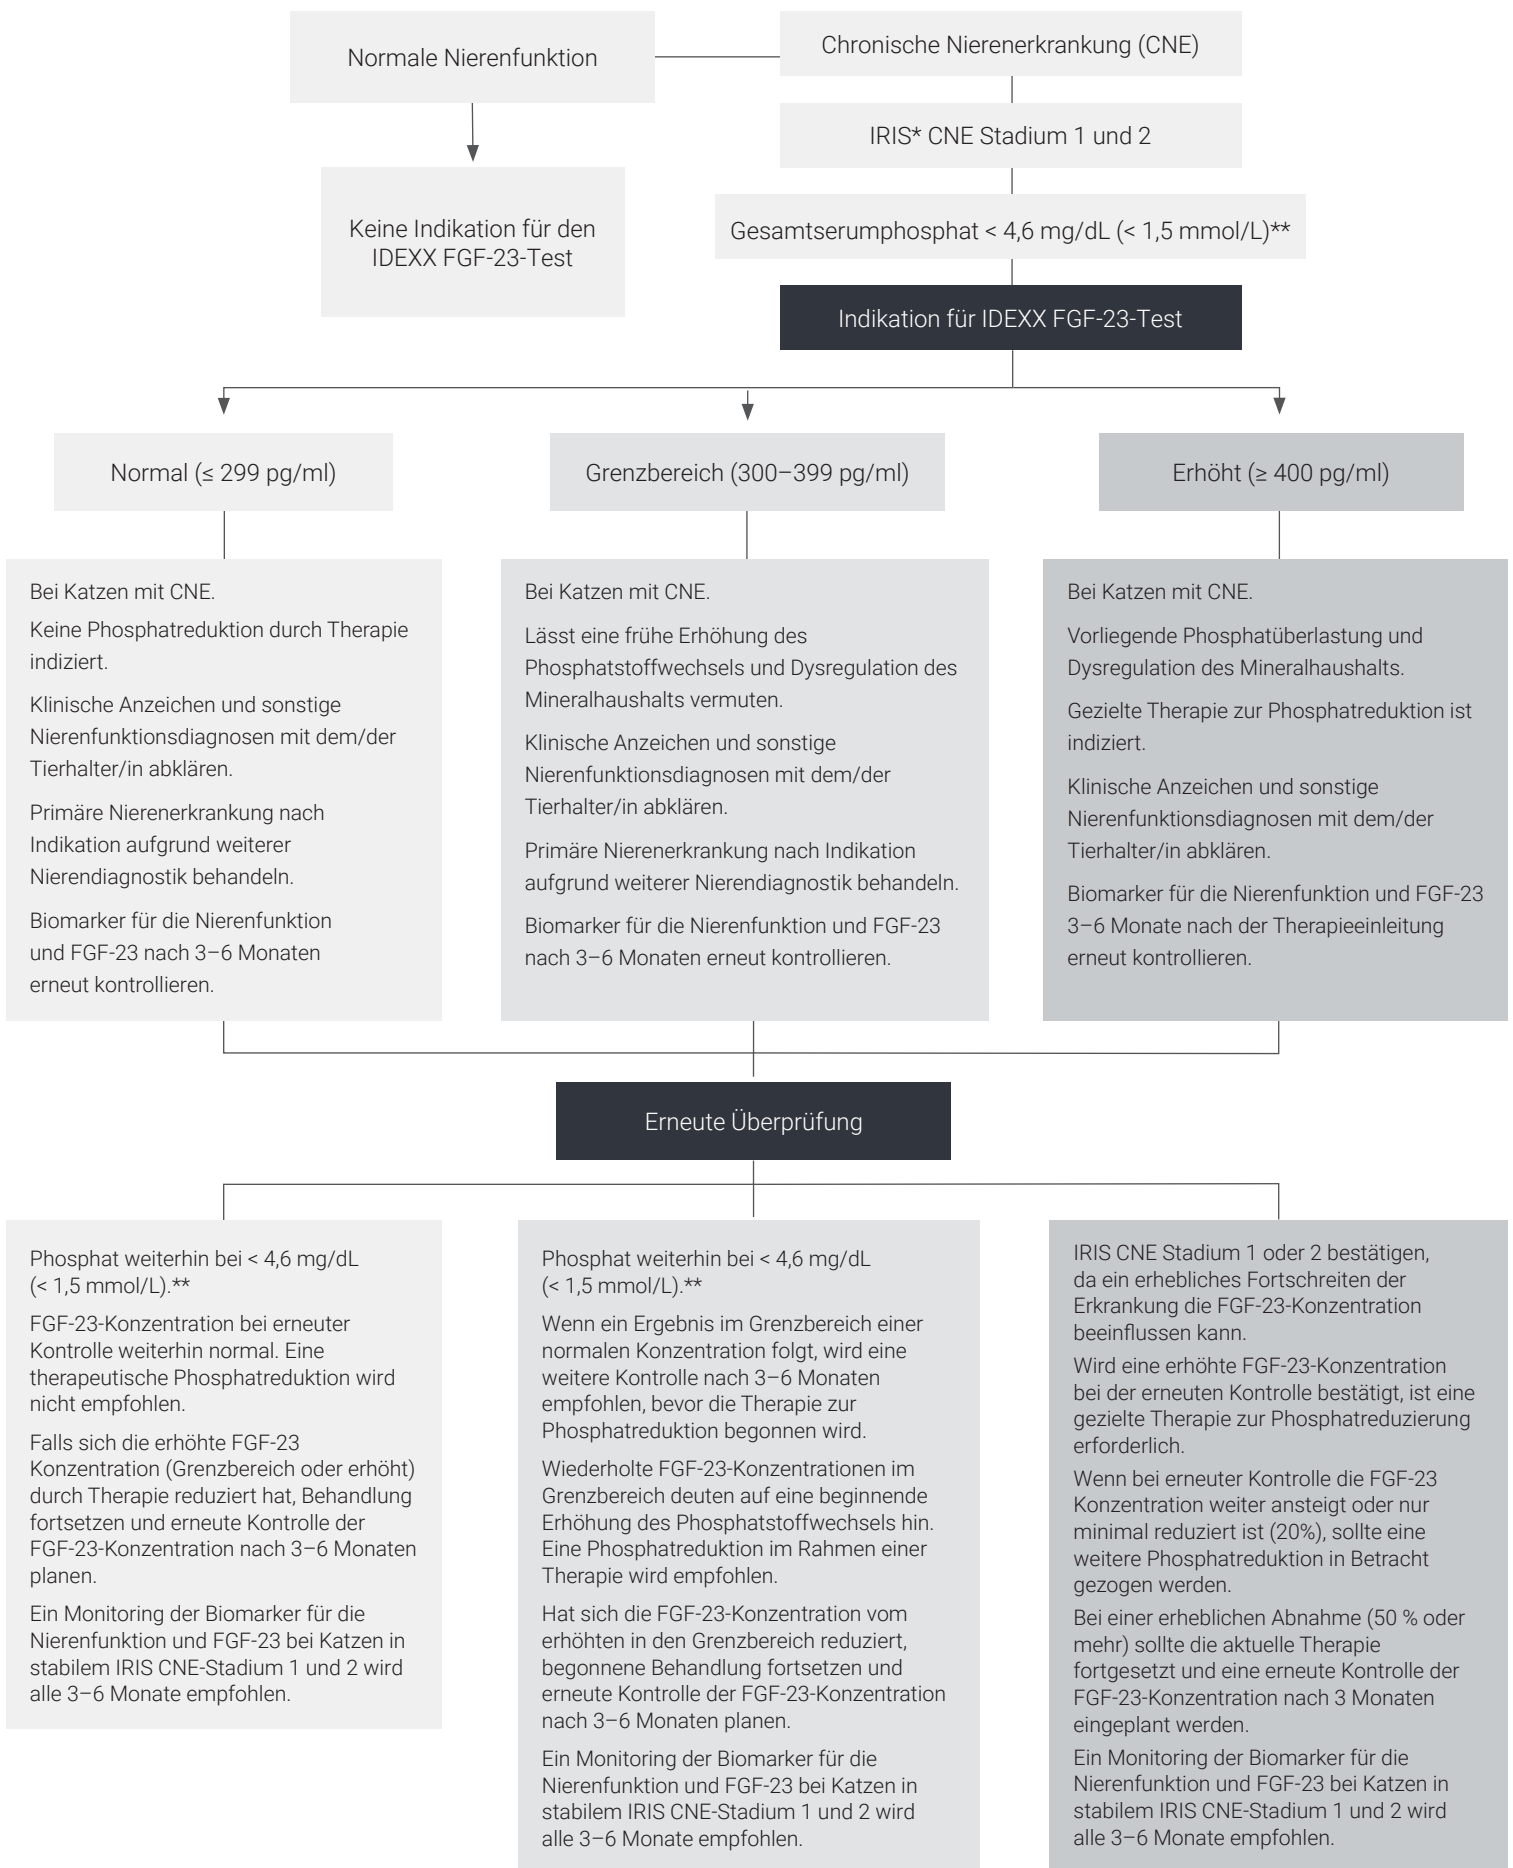 Normale Nierenfunktion
Chronische Nierenerkrankung (CNE)
IRIS* CNE Stadium 1 und 2
Keine Indikation für den
IDEXX FGF-23-Test
Gesamtserumphosphat < 4,6 mg/dL (< 1,5 mmol/L)**
Indikation für IDEXX FGF-23-Test
Normal (≤ 299 pg/ml)
Grenzbereich (300–399 pg/ml)
Erhöht (≥ 400 pg/ml)
Bei Katzen mit CNE.
Keine Phosphatreduktion durch Therapie
indiziert.
Klinische Anzeichen und sonstige
Nierenfunktionsdiagnosen mit dem/der
Tierhalter/in abklären.
Primäre Nierenerkrankung nach
Indikation aufgrund weiterer
Nierendiagnostik behandeln.
Biomarker für die Nierenfunktion
und FGF-23 nach 3–6 Monaten
erneut kontrollieren.
Bei Katzen mit CNE.
Lässt eine frühe Erhöhung des
Phosphatstoffwechsels und Dysregulation des
Mineralhaushalts vermuten.
Klinische Anzeichen und sonstige
Nierenfunktionsdiagnosen mit dem/der
Tierhalter/in abklären.
Primäre Nierenerkrankung nach Indikation
aufgrund weiterer Nierendiagnostik behandeln.
Biomarker für die Nierenfunktion und FGF-23
nach 3–6 Monaten erneut kontrollieren.
Bei Katzen mit CNE.
Vorliegende Phosphatüberlastung und
Dysregulation des Mineralhaushalts.
Gezielte Therapie zur Phosphatreduktion ist
indiziert.
Klinische Anzeichen und sonstige
Nierenfunktionsdiagnosen mit dem/der
Tierhalter/in abklären.
Biomarker für die Nierenfunktion und FGF-23
3–6 Monate nach der Therapieeinleitung
erneut kontrollieren.
Erneute Überprüfung
Phosphat weiterhin bei < 4,6 mg/dL
(< 1,5 mmol/L).**
FGF-23-Konzentration bei erneuter
Kontrolle weiterhin normal. Eine
therapeutische Phosphatreduktion wird
nicht empfohlen.
Falls sich die erhöhte FGF-23
Konzentration (Grenzbereich oder erhöht)
durch Therapie reduziert hat, Behandlung
fortsetzen und erneute Kontrolle der
FGF-23-Konzentration nach 3–6 Monaten
planen.
Ein Monitoring der Biomarker für die
Nierenfunktion und FGF-23 bei Katzen in
stabilem IRIS CNE-Stadium 1 und 2 wird
alle 3–6 Monate empfohlen.
Phosphat weiterhin bei < 4,6 mg/dL
(< 1,5 mmol/L).**
Wenn ein Ergebnis im Grenzbereich einer
normalen Konzentration folgt, wird eine
weitere Kontrolle nach 3–6 Monaten
empfohlen, bevor die Therapie zur
Phosphatreduktion begonnen wird.
Wiederholte FGF-23-Konzentrationen im
Grenzbereich deuten auf eine beginnende
Erhöhung des Phosphatstoffwechsels hin.
Eine Phosphatreduktion im Rahmen einer
Therapie wird empfohlen.
Hat sich die FGF-23-Konzentration vom
erhöhten in den Grenzbereich reduziert,
begonnene Behandlung fortsetzen und
erneute Kontrolle der FGF-23-Konzentration
nach 3–6 Monaten planen.
Ein Monitoring der Biomarker für die
Nierenfunktion und FGF-23 bei Katzen in
stabilem IRIS CNE-Stadium 1 und 2 wird
alle 3–6 Monate empfohlen.
IRIS CNE Stadium 1 oder 2 bestätigen,
da ein erhebliches Fortschreiten der
Erkrankung die FGF-23-Konzentration
beeinflussen kann.
Wird eine erhöhte FGF-23-Konzentration
bei der erneuten Kontrolle bestätigt, ist eine
gezielte Therapie zur Phosphatreduzierung
erforderlich.
Wenn bei erneuter Kontrolle die FGF-23
Konzentration weiter ansteigt oder nur
minimal reduziert ist (20%), sollte eine
weitere Phosphatreduktion in Betracht
gezogen werden.
Bei einer erheblichen Abnahme (50 % oder
mehr) sollte die aktuelle Therapie
fortgesetzt und eine erneute Kontrolle der
FGF-23-Konzentration nach 3 Monaten
eingeplant werden.
Ein Monitoring der Biomarker für die
Nierenfunktion und FGF-23 bei Katzen in
stabilem IRIS CNE-Stadium 1 und 2 wird
alle 3–6 Monate empfohlen.